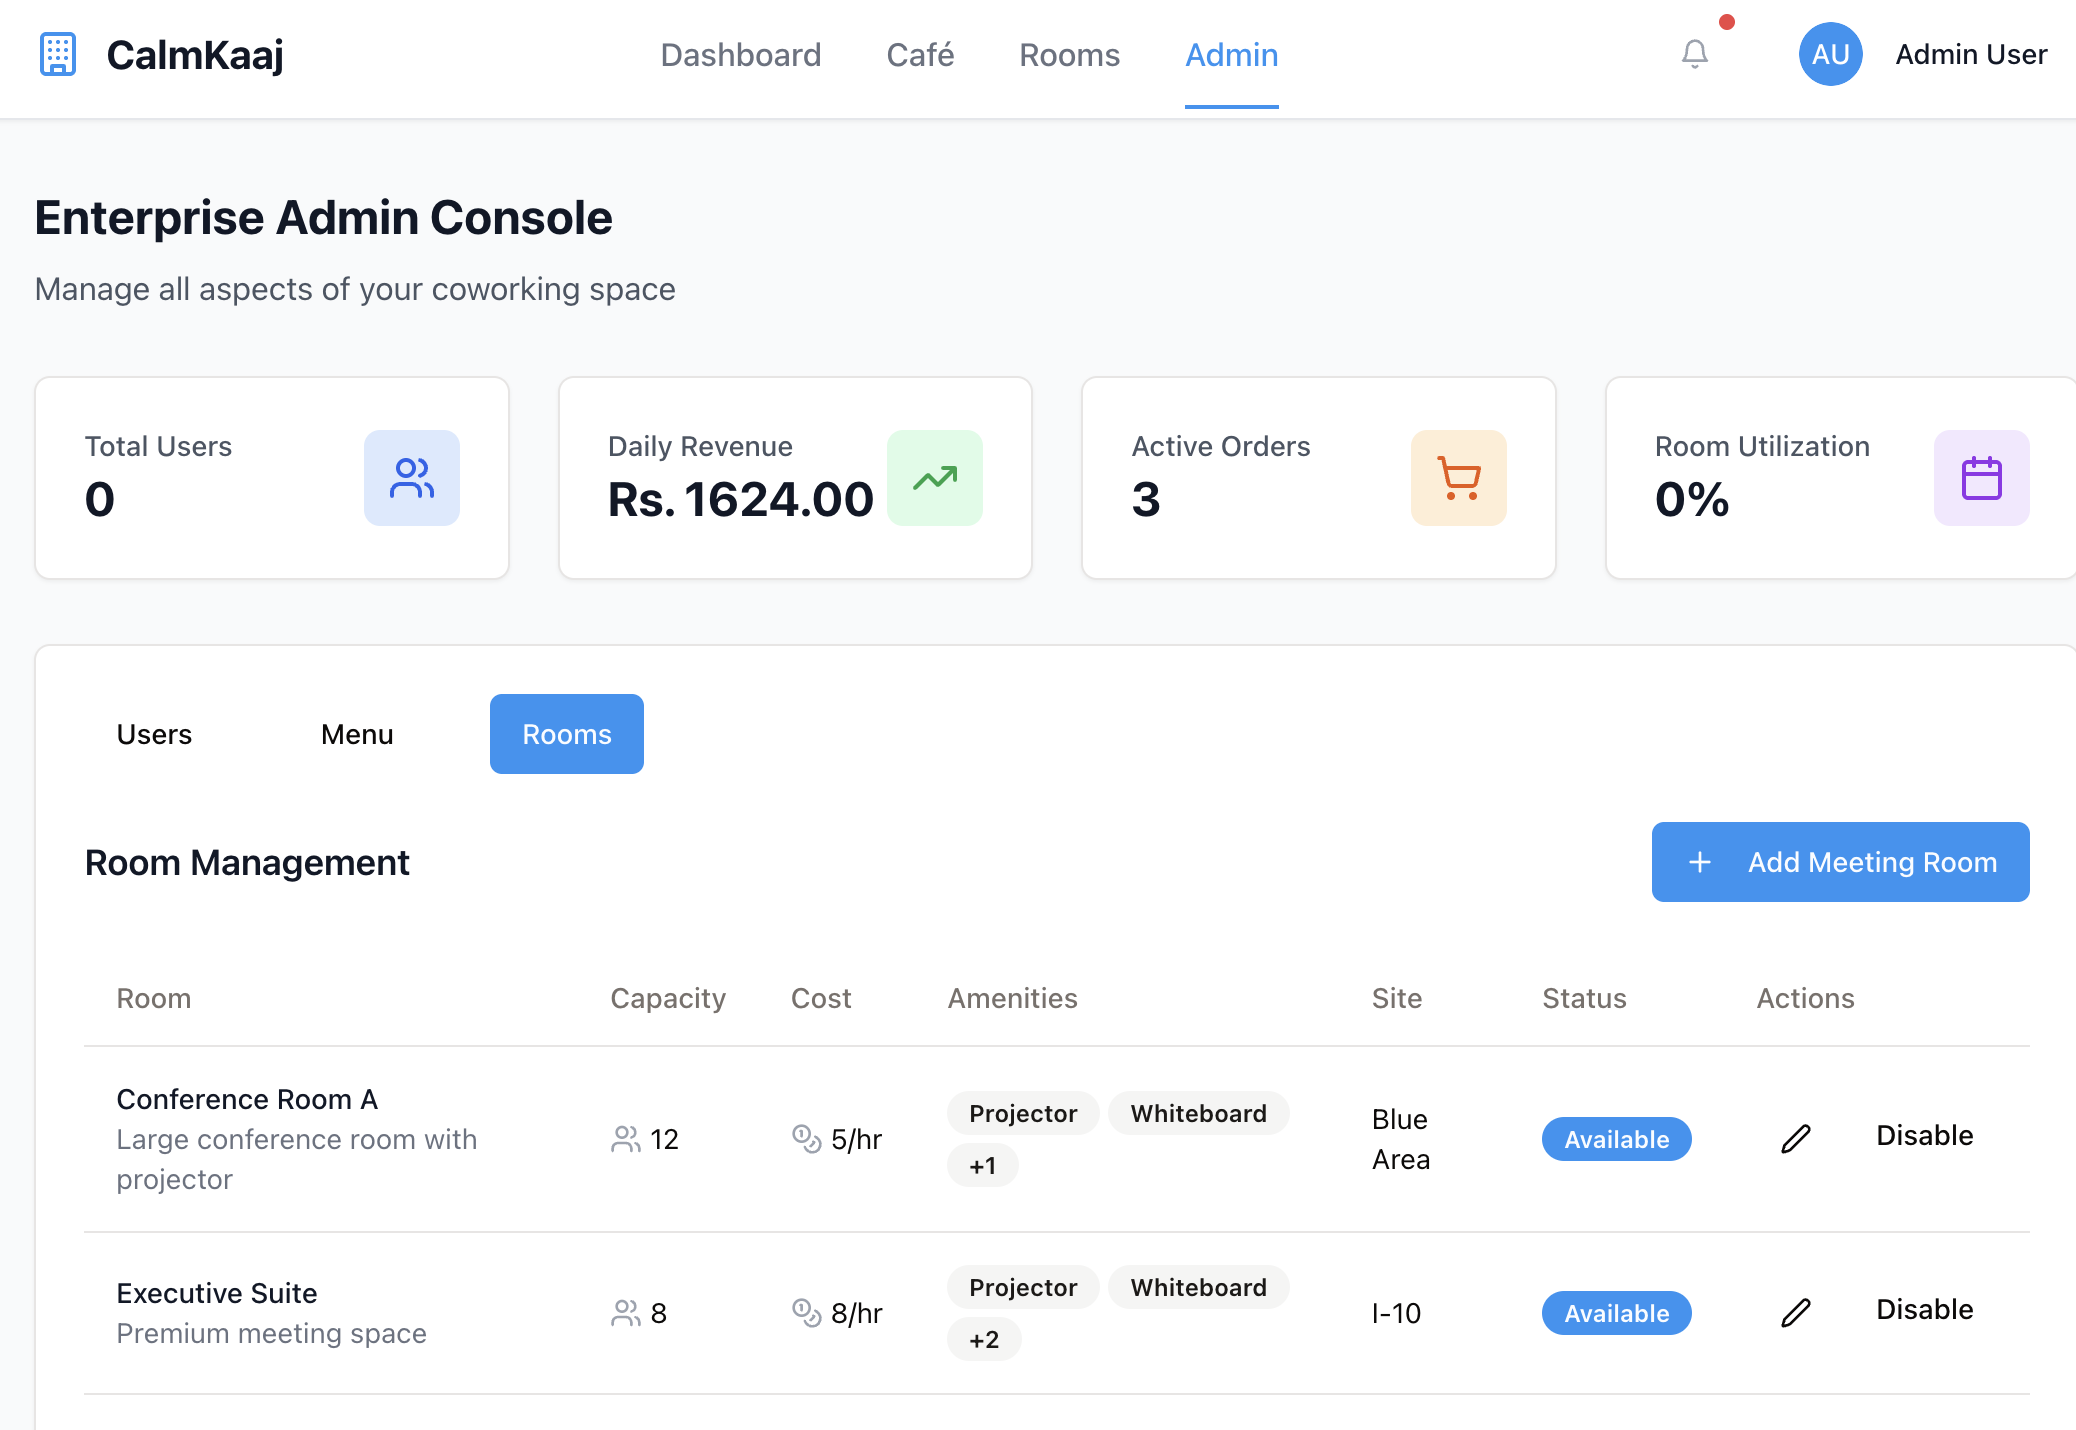 CalmKaaj
Dashboard
Café
Rooms
Admin
AU
Admin User
Enterprise Admin Console
Manage all aspects of your coworking space
Total Users
0
Daily Revenue
Rs. 1624.00
Active Orders
3
Room Utilization
0%
Users
Menu
Rooms
Room Management
+ Add Meeting Room
Room
Capacity
Cost
Amenities
Site
Status
Actions
Conference Room A
Large conference room with
projector
12
5/hr
Projector
Whiteboard
+1
Blue
Area
Available
Disable
Executive Suite
Premium meeting space
8
8/hr
Projector
Whiteboard
+2
I-10
Available
Disable